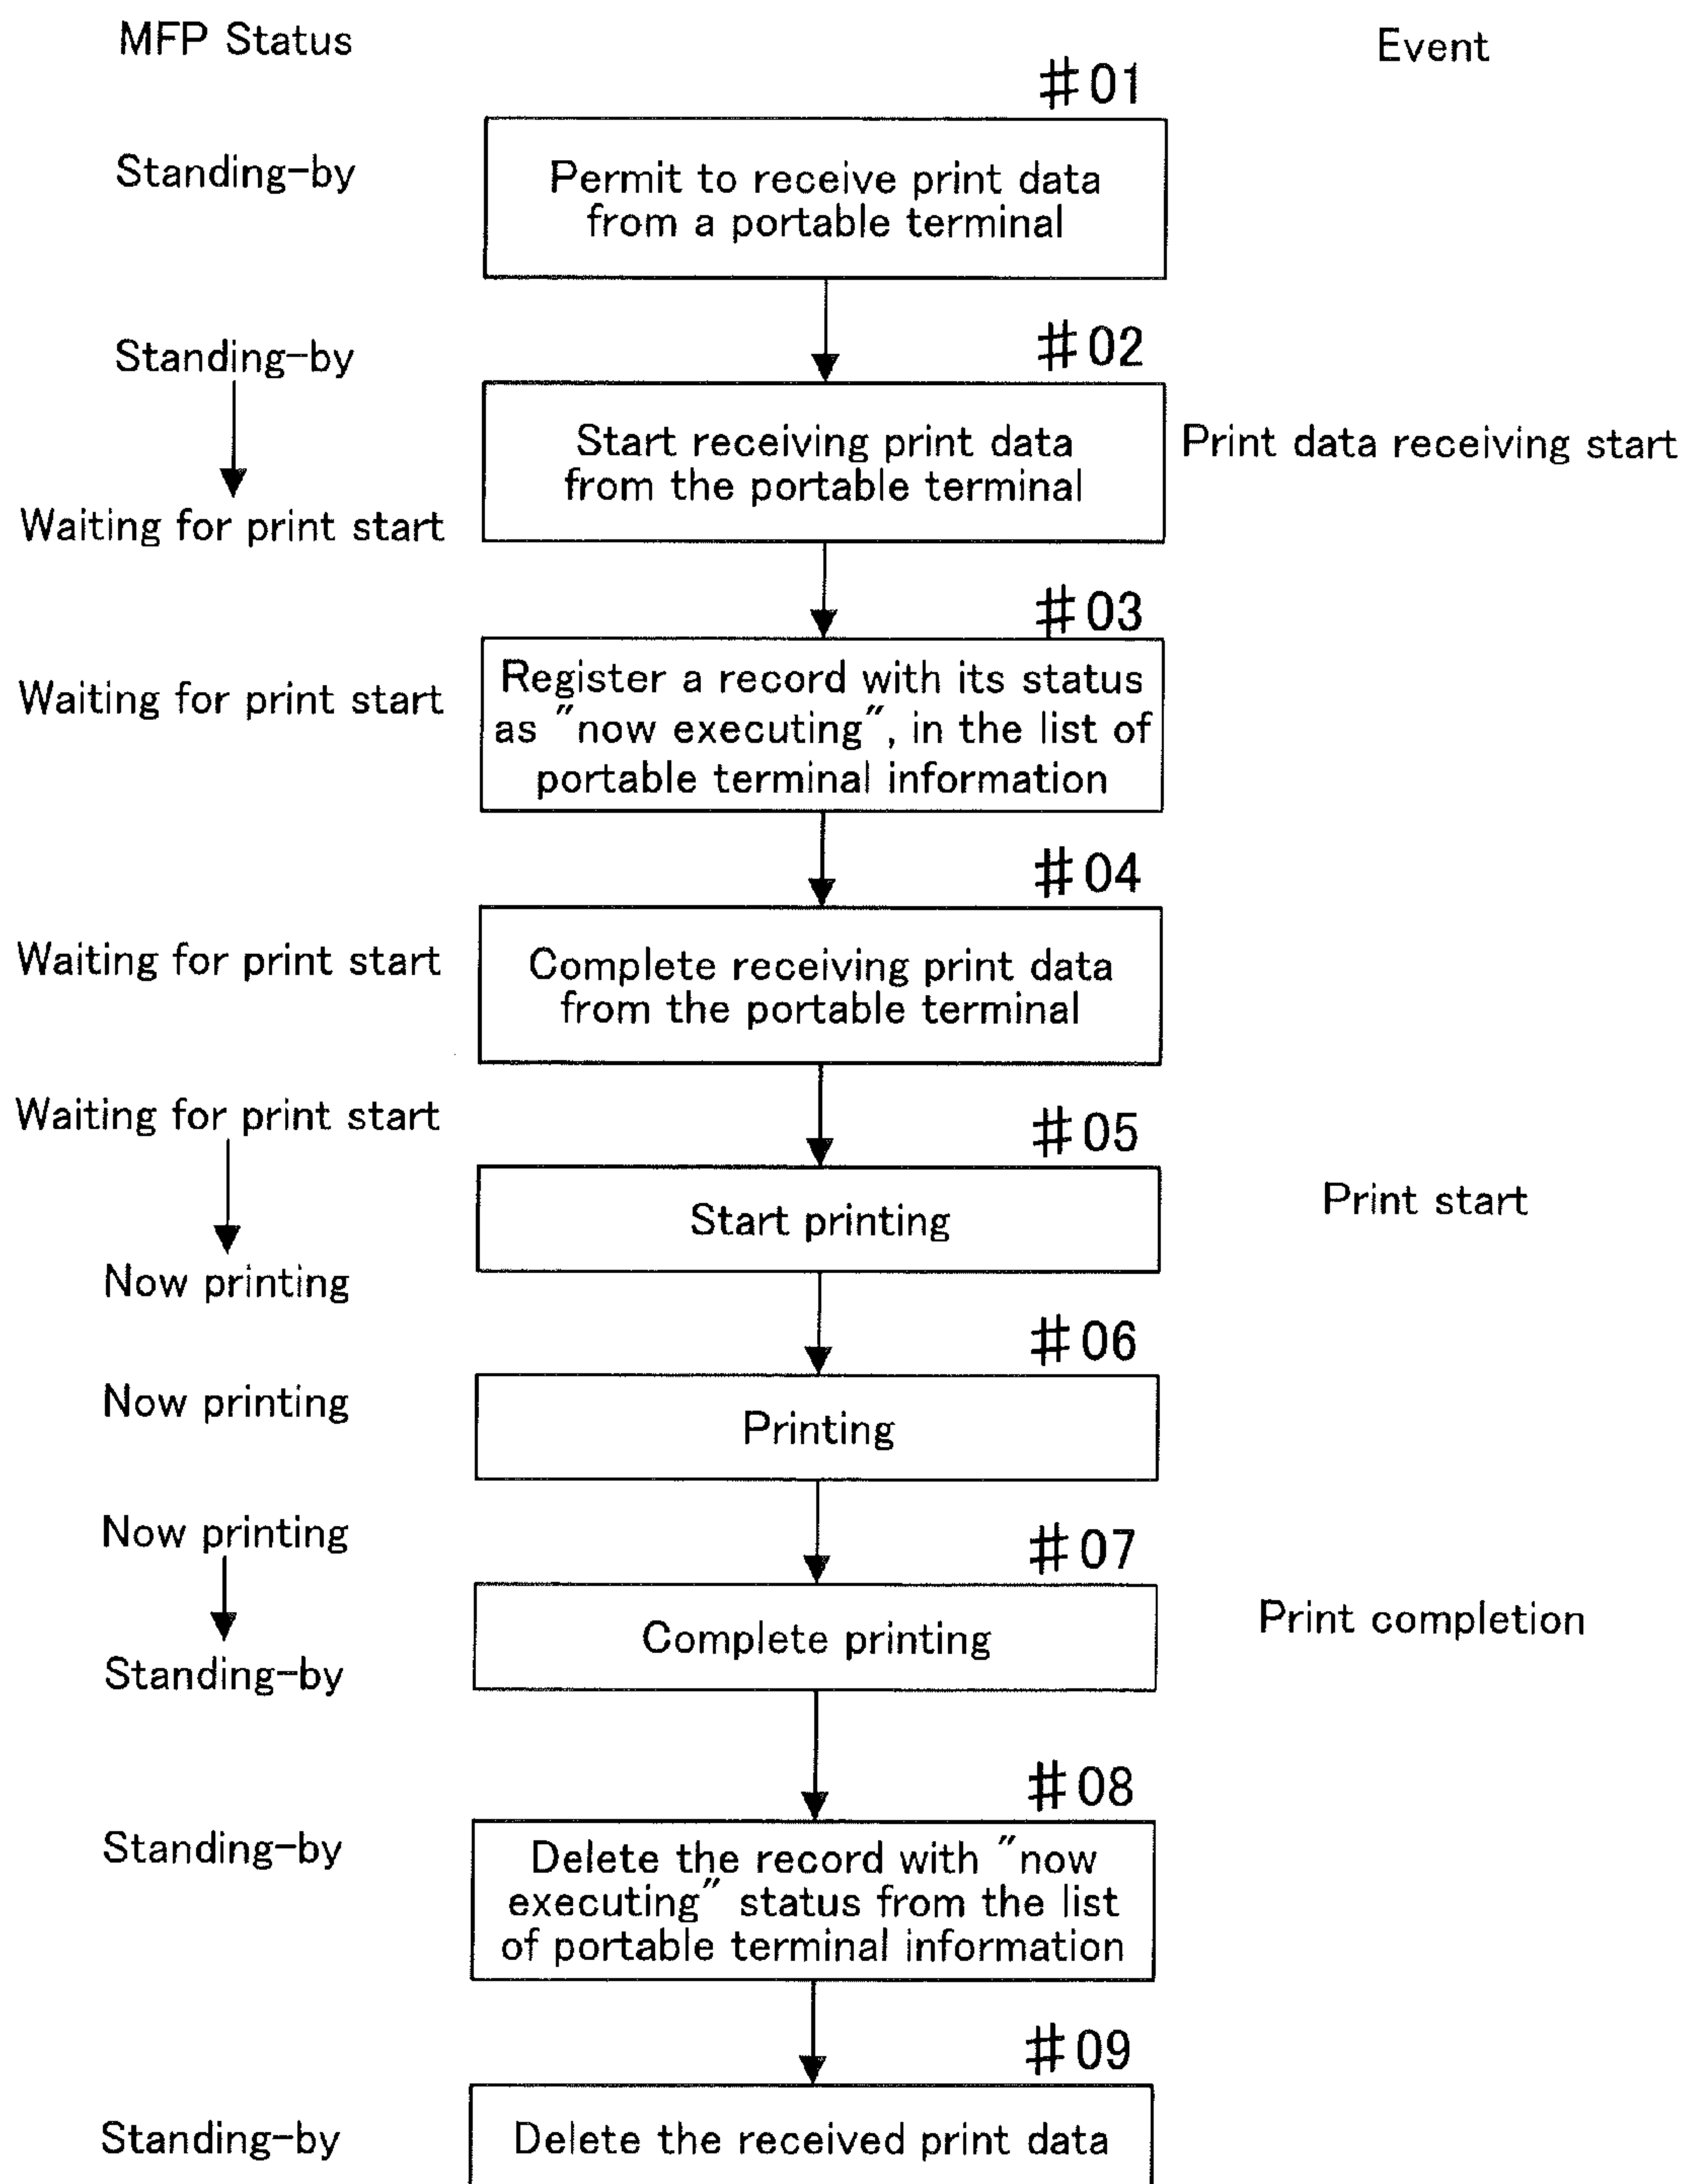 MFP Status
Event
#01
Standing-by
Permit to receive print data
from a portable terminal
#02
Standing-by
Start receiving print data
from the portable terminal
Print data receiving start
Waiting for print start
#03
Waiting for print start
Register a record with its status
as "now executing", in the list of
portable terminal information
#04
Waiting for print start
Complete receiving print data
from the portable terminal
Waiting for print start
#05
Start printing
Print start
Now printing
#06
Now printing
Printing
Now printing
#07
Complete printing
Print completion
Standing-by
#08
Standing-by
Delete the record with "now
executing" status from the list
of portable terminal information
#09
Standing-by
Delete the received print data